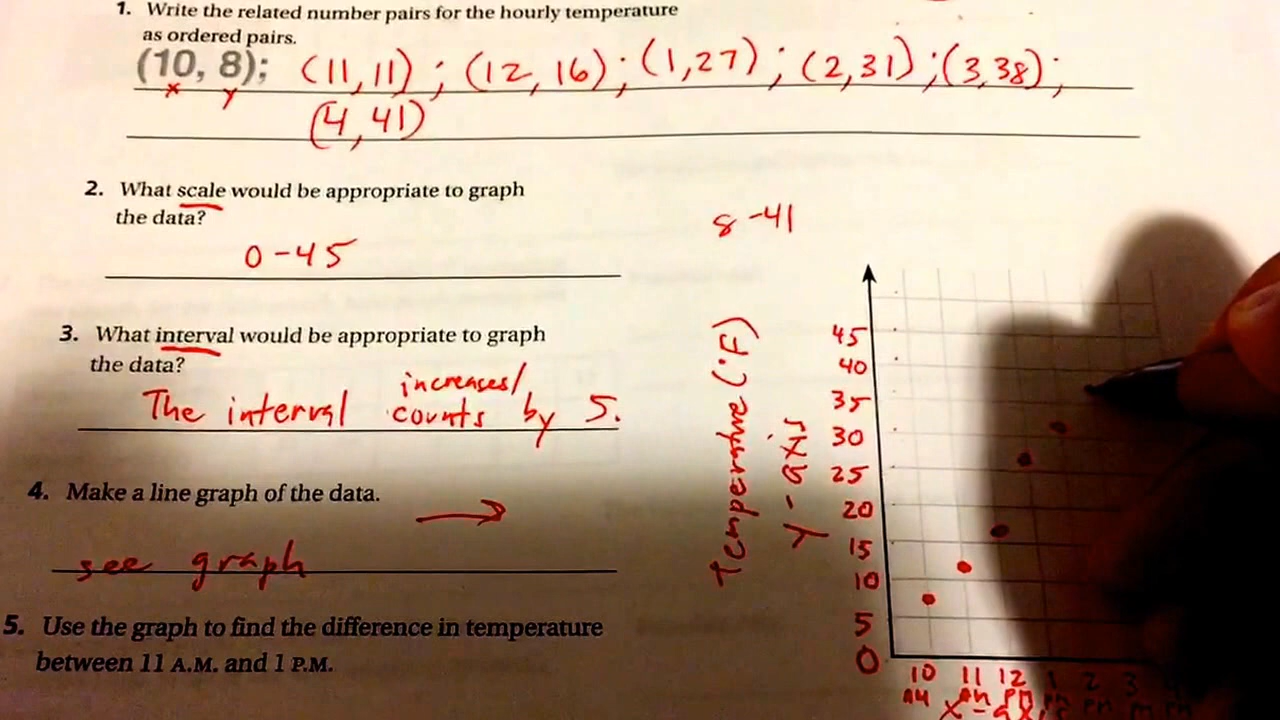 1. Write the related number pairs for the hourly temperature
as ordered pairs.
(10, 8); (11, 11) ; (12, 16) ; (1, 27) ; (2, 31) ; (3, 38) ;
x y
(4, 41)
2. What scale would be appropriate to graph
the data?
0-45
8-41
3. What interval would be appropriate to graph
the data?
increases/
The interval counts by 5.
4. Make a line graph of the data.
see graph
5. Use the graph to find the difference in temperature
between 11 A.M. and 1 P.M.
Temperature (°F)
y-axis
45
40
35
30
25
20
15
10
5
0
10 11 12 1 2 3
AM AM PM PM